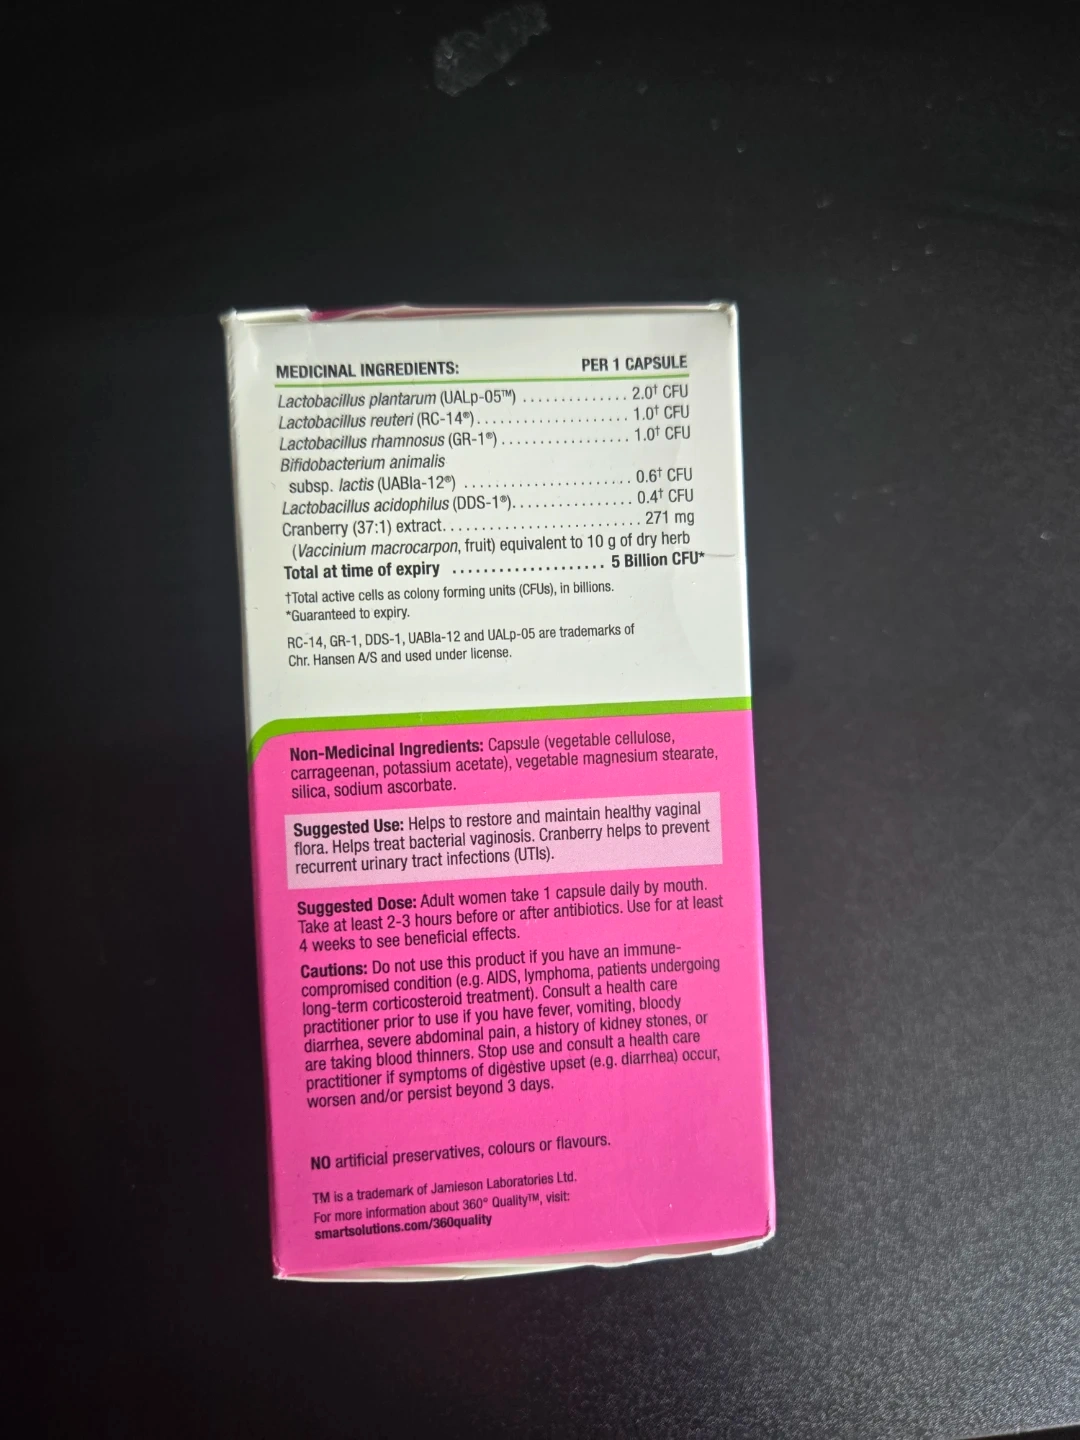 MEDICINAL INGREDIENTS: PER 1 CAPSULE
Lactobacillus plantarum (UALp-05™) .............. 2.0† CFU
Lactobacillus reuteri (RC-14®).................... 1.0† CFU
Lactobacillus rhamnosus (GR-1®) ................. 1.0† CFU
Bifidobacterium animalis
subsp. lactis (UABla-12®) ...................... 0.6† CFU
Lactobacillus acidophilus (DDS-1®)................ 0.4† CFU
Cranberry (37:1) extract.......................... 271 mg
(Vaccinium macrocarpon, fruit) equivalent to 10 g of dry herb
Total at time of expiry ................... 5 Billion CFU*
†Total active cells as colony forming units (CFUs), in billions.
*Guaranteed to expiry.
RC-14, GR-1, DDS-1, UABla-12 and UALp-05 are trademarks of
Chr. Hansen A/S and used under license.
Non-Medicinal Ingredients: Capsule (vegetable cellulose,
carrageenan, potassium acetate), vegetable magnesium stearate,
silica, sodium ascorbate.
Suggested Use: Helps to restore and maintain healthy vaginal
flora. Helps treat bacterial vaginosis. Cranberry helps to prevent
recurrent urinary tract infections (UTIs).
Suggested Dose: Adult women take 1 capsule daily by mouth.
Take at least 2-3 hours before or after antibiotics. Use for at least
4 weeks to see beneficial effects.
Cautions: Do not use this product if you have an immune-
compromised condition (e.g. AIDS, lymphoma, patients undergoing
long-term corticosteroid treatment). Consult a health care
practitioner prior to use if you have fever, vomiting, bloody
diarrhea, severe abdominal pain, a history of kidney stones, or
are taking blood thinners. Stop use and consult a health care
practitioner if symptoms of digestive upset (e.g. diarrhea) occur,
worsen and/or persist beyond 3 days.
NO artificial preservatives, colours or flavours.
TM is a trademark of Jamieson Laboratories Ltd.
For more information about 360° Quality™, visit:
smartsolutions.com/360quality